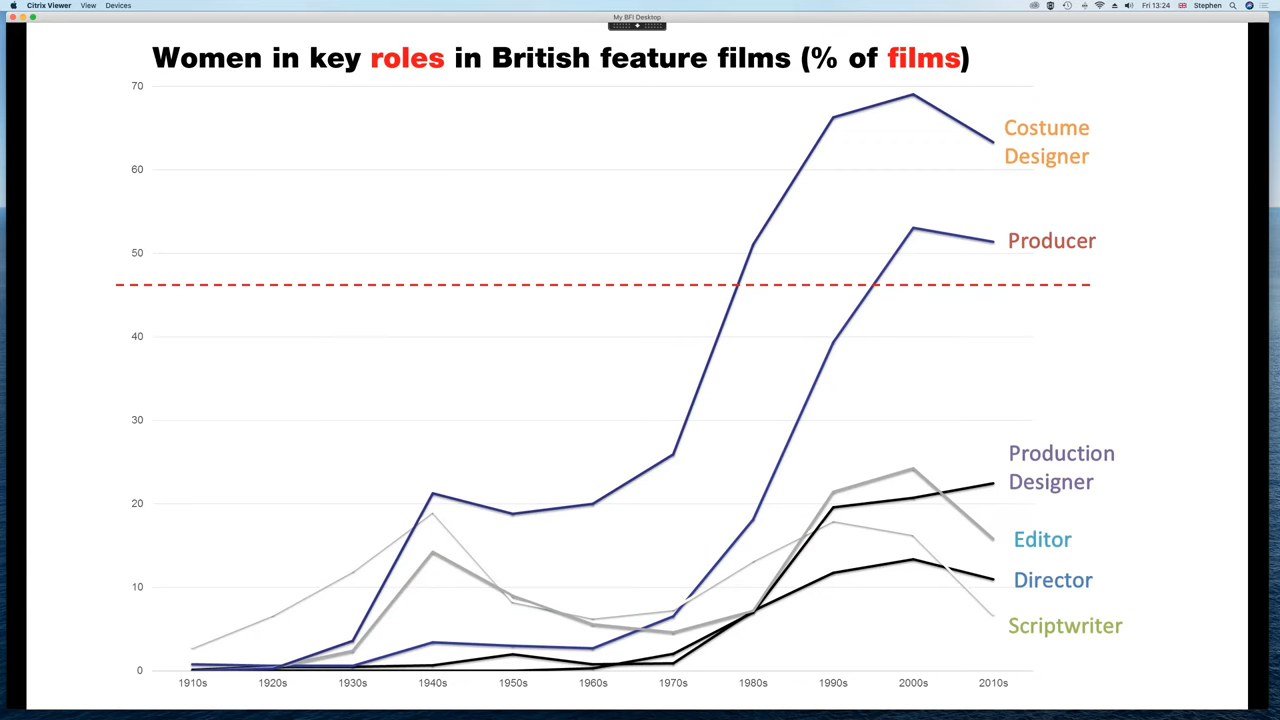 Citrix Viewer View Devices
Fri 13:24 Stephen
My BFI Desktop
Women in key roles in British feature films (% of films)
70
60
50
40
30
20
10
0
Costume
Designer
Producer
Production
Designer
Editor
Director
Scriptwriter
1910s 1920s 1930s 1940s 1950s 1960s 1970s 1980s 1990s 2000s 2010s